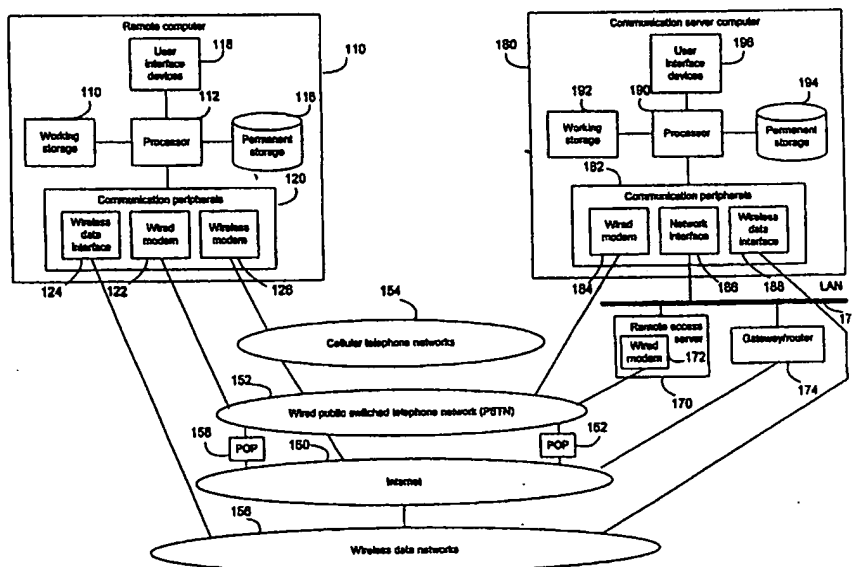 Remote computer
User interface devices
118
110
110
112
116
Working storage
Processor
Permanent storage
120
Communication peripherals
Wireless data interface
Wired modem
Wireless modem
124
122
126
Communication server computer
180
User interface devices
196
192
190
194
Working storage
Processor
Permanent storage
182
Communication peripherals
Wired modem
Network interface
Wireless data interface
184
186
188
LAN
154
Cellular telephone networks
Remote access server
Wired modem
172
170
Gateway/router
174
152
Wired public switched telephone network (PSTN)
158
POP
150
POP
162
Internet
156
Wireless data networks